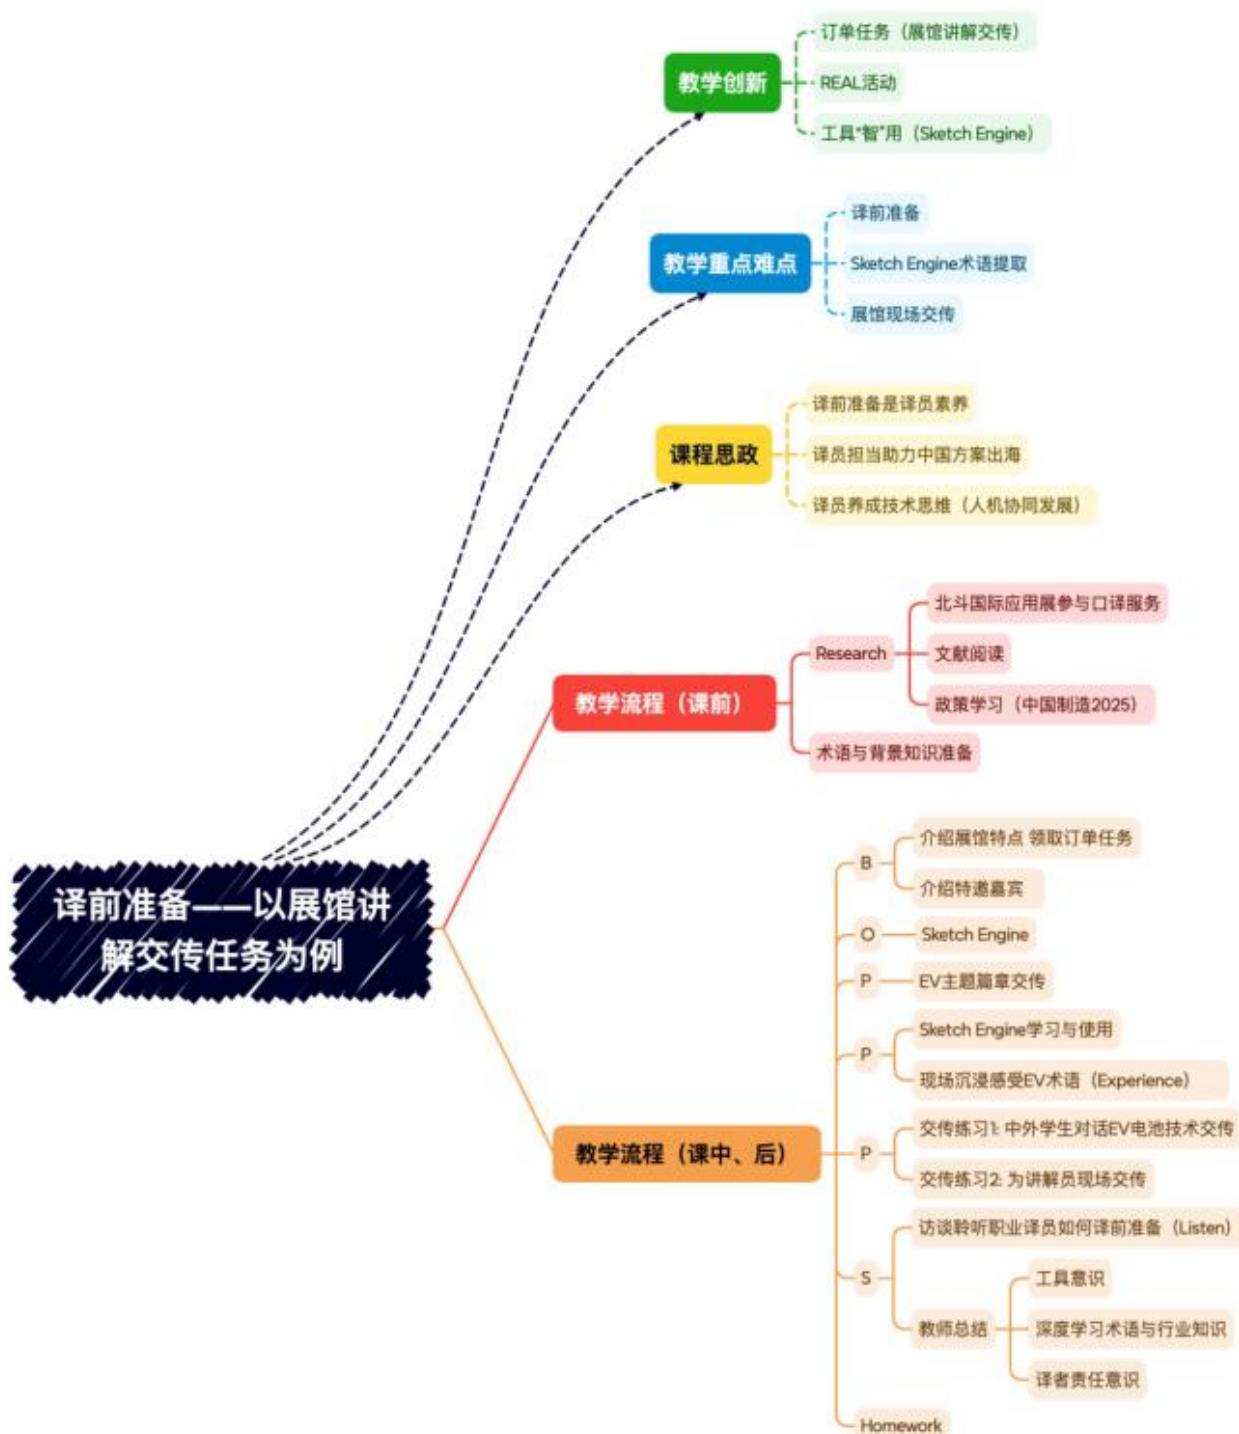 教学创新
订单任务（展馆讲解交传）
REAL活动
工具“智”用（Sketch Engine）
教学重点难点
译前准备
Sketch Engine术语提取
展馆现场交传
课程思政
译前准备是译员素养
译员担当助力中国方案出海
译员养成技术思维（人机协同发展）
译前准备——以展馆讲
解交传任务为例
教学流程（课前）
Research
北斗国际应用展参与口译服务
文献阅读
政策学习（中国制造2025）
术语与背景知识准备
教学流程（课中、后）
B
介绍展馆特点 领取订单任务
介绍特邀嘉宾
O
Sketch Engine
P
EV主题篇章交传
P
Sketch Engine学习与使用
现场沉浸感受EV术语（Experience）
P
交传练习1: 中外学生对话EV电池技术交传
交传练习2: 为讲解员现场交传
S
访谈聆听职业译员如何译前准备（Listen）
教师总结
工具意识
深度学习术语与行业知识
译者责任意识
Homework